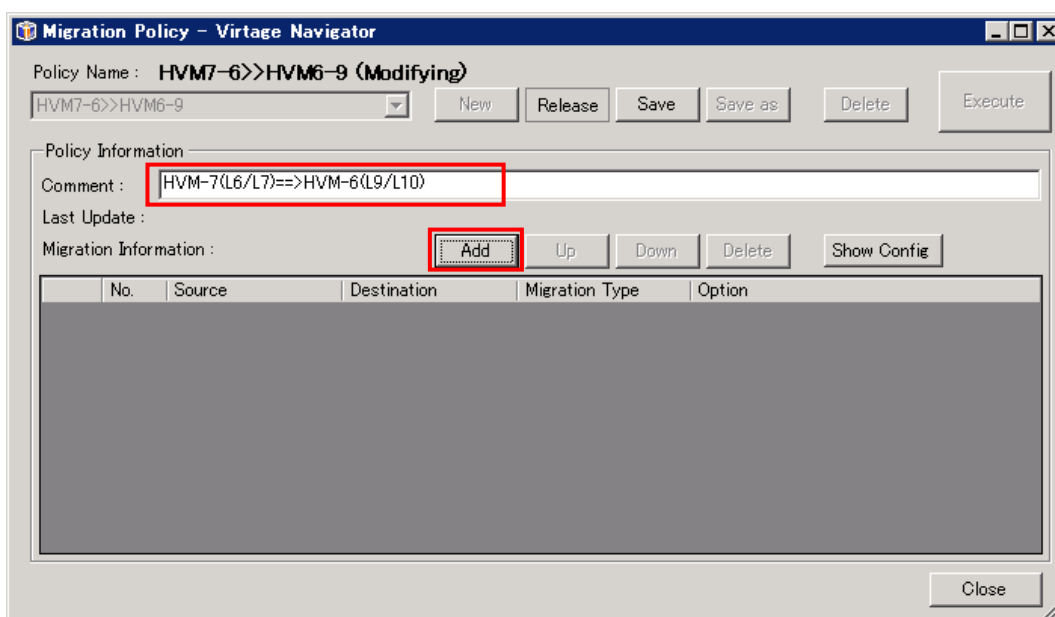 Migration Policy - Virtage Navigator
Policy Name : HVM7-6>>HVM6-9 (Modifying)
HVM7-6>>HVM6-9 New Release Save Save as Delete Execute
Policy Information
Comment : HVM-7(L6/L7)==>HVM-6(L9/L10)
Last Update :
Migration Information : Add Up Down Delete Show Config
No. Source Destination Migration Type Option
Close